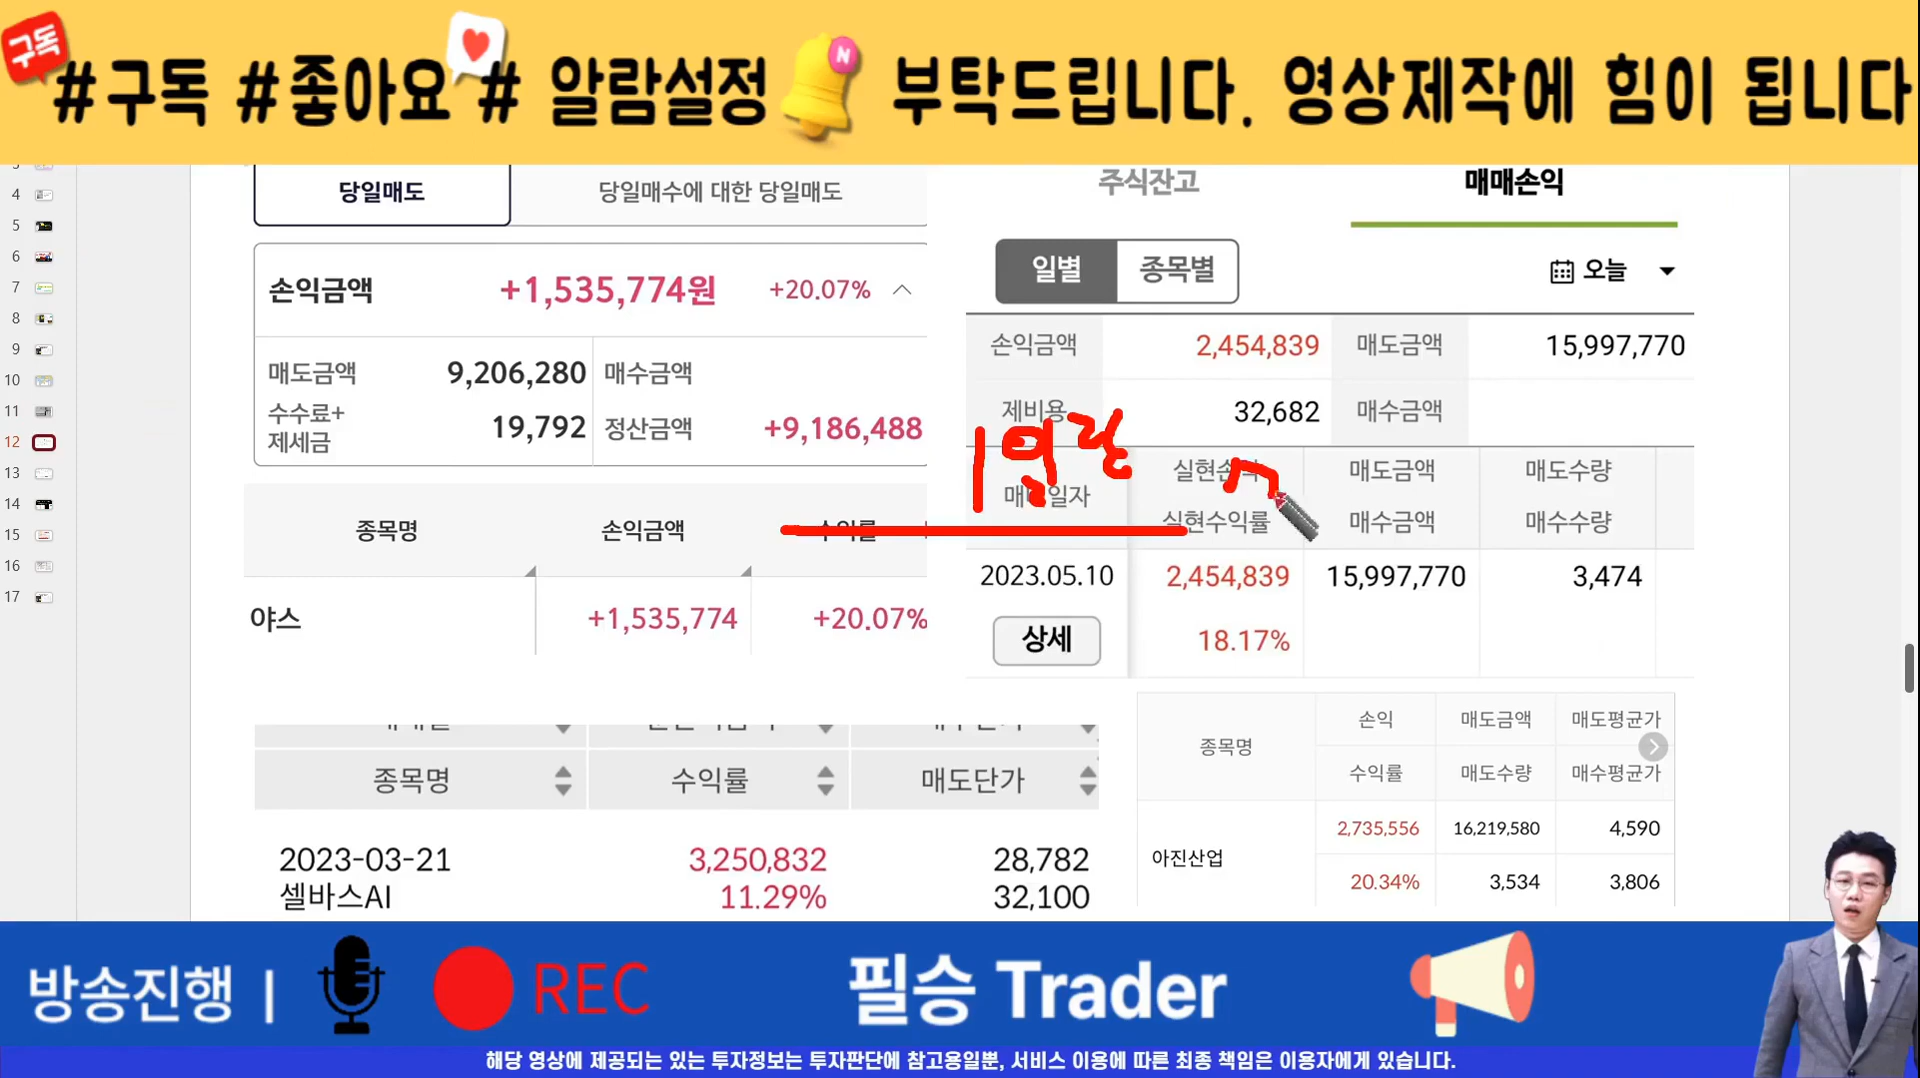 구독
#구독 #좋아요 # 알람설정 N 부탁드립니다. 영상제작에 힘이 됩니다
4
5
6
7
8
9
10
11
12
13
14
15
16
17
당일매도 당일매수에 대한 당일매도
손익금액 +1,535,774원 +20.07%
매도금액 9,206,280 매수금액
수수료+
제세금 19,792 정산금액 +9,186,488
종목명 손익금액 수익률
야스 +1,535,774 +20.07%
주식잔고 매매손익
일별 종목별 오늘
손익금액 2,454,839 매도금액 15,997,770
제비용 32,682 매수금액
매매일자 실현손익 매도금액 매도수량
실현수익률 매수금액 매수수량
2023.05.10 2,454,839 15,997,770 3,474
상세 18.17%
종목명 수익률 매도단가
2023-03-21 3,250,832 28,782
셀바스AI 11.29% 32,100
종목명 손익 매도금액 매도평균가
수익률 매도수량 매수평균가
아진산업 2,735,556 16,219,580 4,590
20.34% 3,534 3,806
방송진행 | REC 필승 Trader
해당 영상에 제공되는 있는 투자정보는 투자판단에 참고용일뿐, 서비스 이용에 따른 최종 책임은 이용자에게 있습니다.